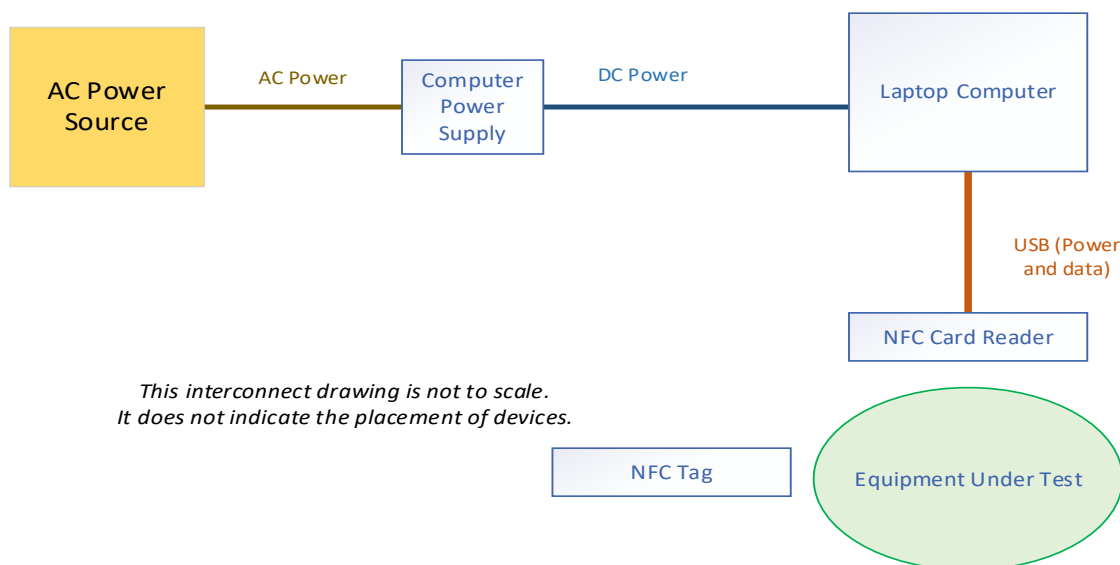 AC Power
Source
AC Power
Computer
Power
Supply
DC Power
Laptop Computer
USB (Power
and data)
NFC Card Reader
This interconnect drawing is not to scale.
It does not indicate the placement of devices.
NFC Tag
Equipment Under Test